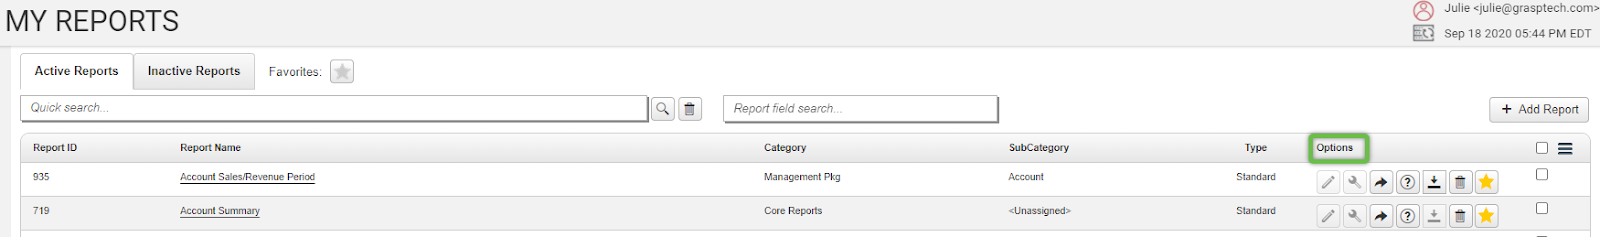 MY REPORTS
Julie <julie@grasptech.com>
Sep 18 2020 05:44 PM EDT
Active Reports Inactive Reports Favorites:
Quick search... Report field search... + Add Report
Report ID Report Name Category SubCategory Type Options
935 Account Sales/Revenue Period Management Pkg Account Standard
719 Account Summary Core Reports <Unassigned> Standard